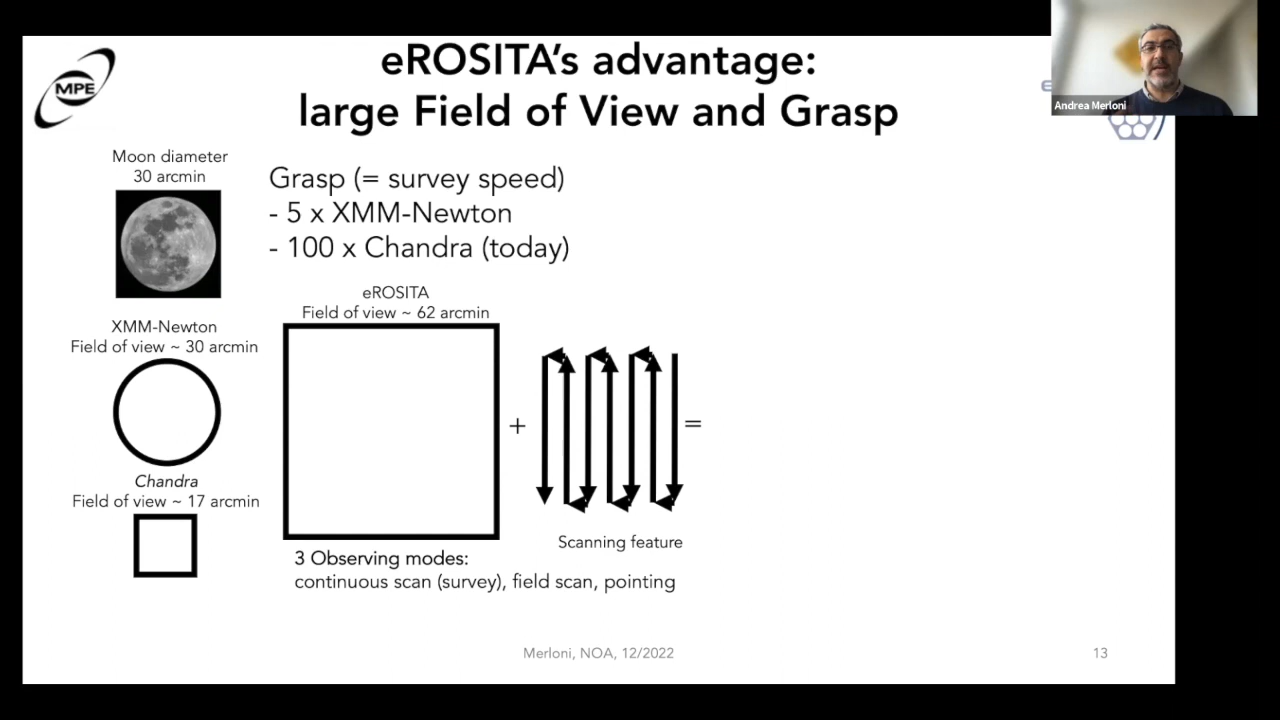 eROSITA's advantage:
large Field of View and Grasp
MPE
Andrea Merloni
Moon diameter
30 arcmin
Grasp (= survey speed)
- 5 x XMM-Newton
- 100 x Chandra (today)
eROSITA
Field of view ~ 62 arcmin
XMM-Newton
Field of view ~ 30 arcmin
Chandra
Field of view ~ 17 arcmin
+
=
Scanning feature
3 Observing modes:
continuous scan (survey), field scan, pointing
Merloni, NOA, 12/2022
13